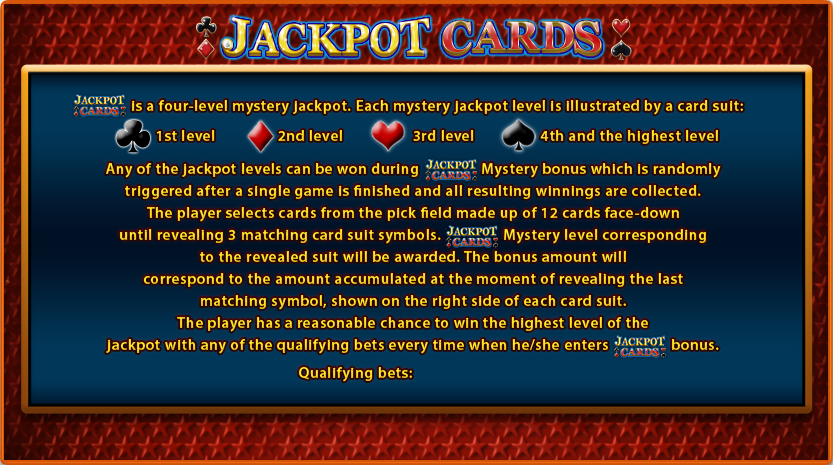 JACKPOT CARDS
JACKPOT CARDS is a four-level mystery jackpot. Each mystery jackpot level is illustrated by a card suit:
1st level 2nd level 3rd level 4th and the highest level
Any of the jackpot levels can be won during JACKPOT CARDS Mystery bonus which is randomly
triggered after a single game is finished and all resulting winnings are collected.
The player selects cards from the pick field made up of 12 cards face-down
until revealing 3 matching card suit symbols. JACKPOT CARDS Mystery level corresponding
to the revealed suit will be awarded. The bonus amount will
correspond to the amount accumulated at the moment of revealing the last
matching symbol, shown on the right side of each card suit.
The player has a reasonable chance to win the highest level of the
jackpot with any of the qualifying bets every time when he/she enters JACKPOT CARDS bonus.
Qualifying bets: